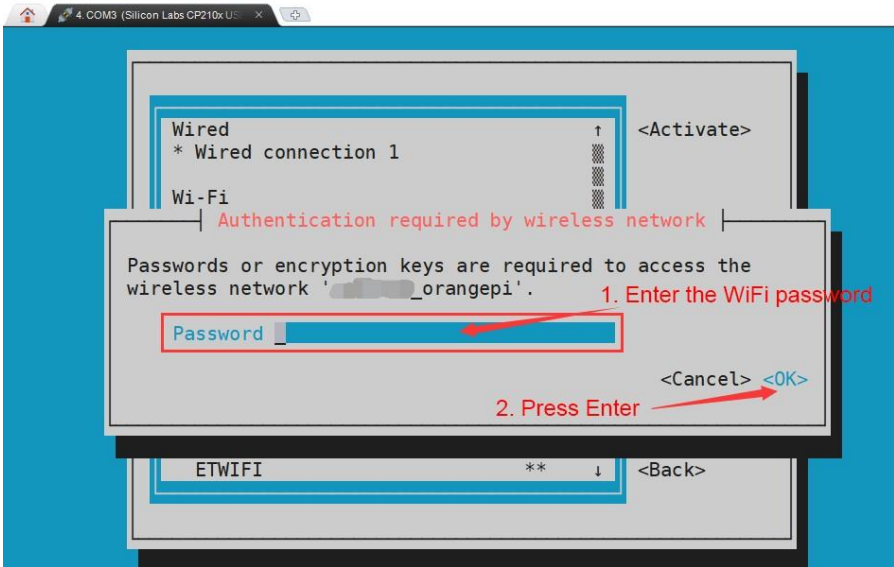 4. COM3 (Silicon Labs CP210x US
Wired
<Activate>
* Wired connection 1
Wi-Fi
Authentication required by wireless network
Passwords or encryption keys are required to access the
wireless network '_orangepi'.
1. Enter the WiFi password
Password
<Cancel> <OK>
2. Press Enter
ETWIFI ** ↓ <Back>